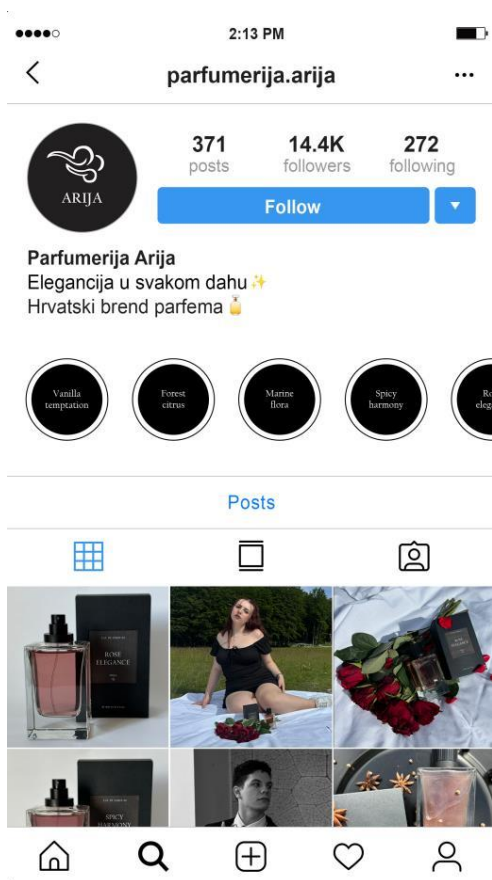 2:13 PM
parfumerija.arija
371 14.4K 272
posts followers following
ARIJA
Follow
Parfumerija Arija
Elegancija u svakom dahu✨
Hrvatski brend parfema
Vanilla
temptation
Forest
citrus
Marine
flora
Spicy
harmony
Posts
ROSE
ELEGANCE
SPICY
HARMONY